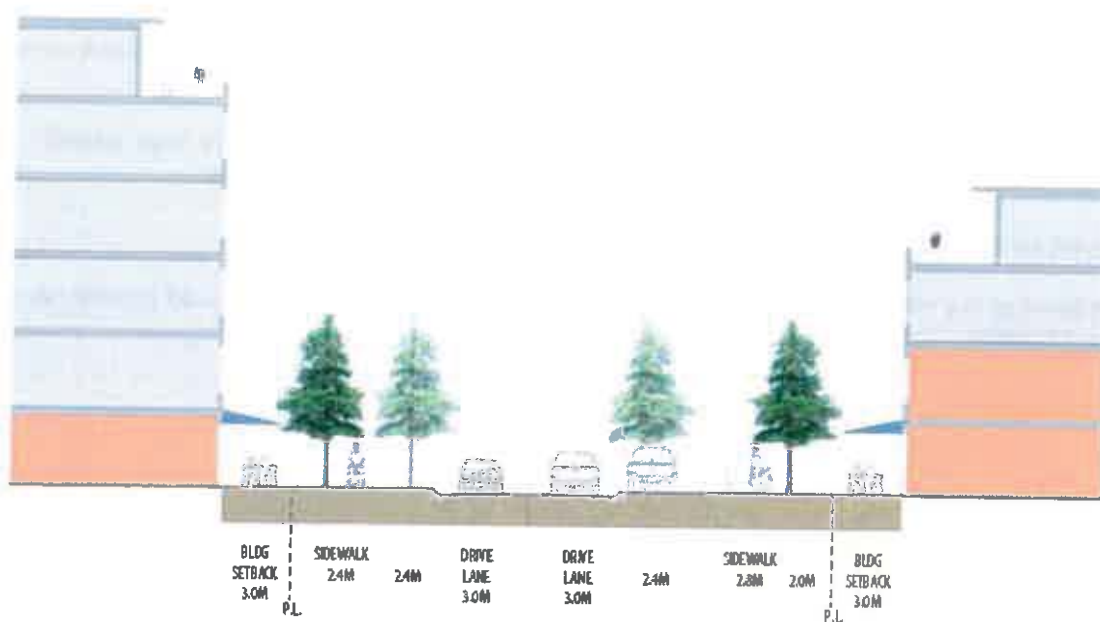 BLDG
SETBACK
3.0M
P.L.
SIDEWALK
2.4M
2.4M
DRIVE
LANE
3.0M
DRIVE
LANE
3.0M
2.4M
SIDEWALK
2.8M
2.0M
P.L.
BLDG
SETBACK
3.0M